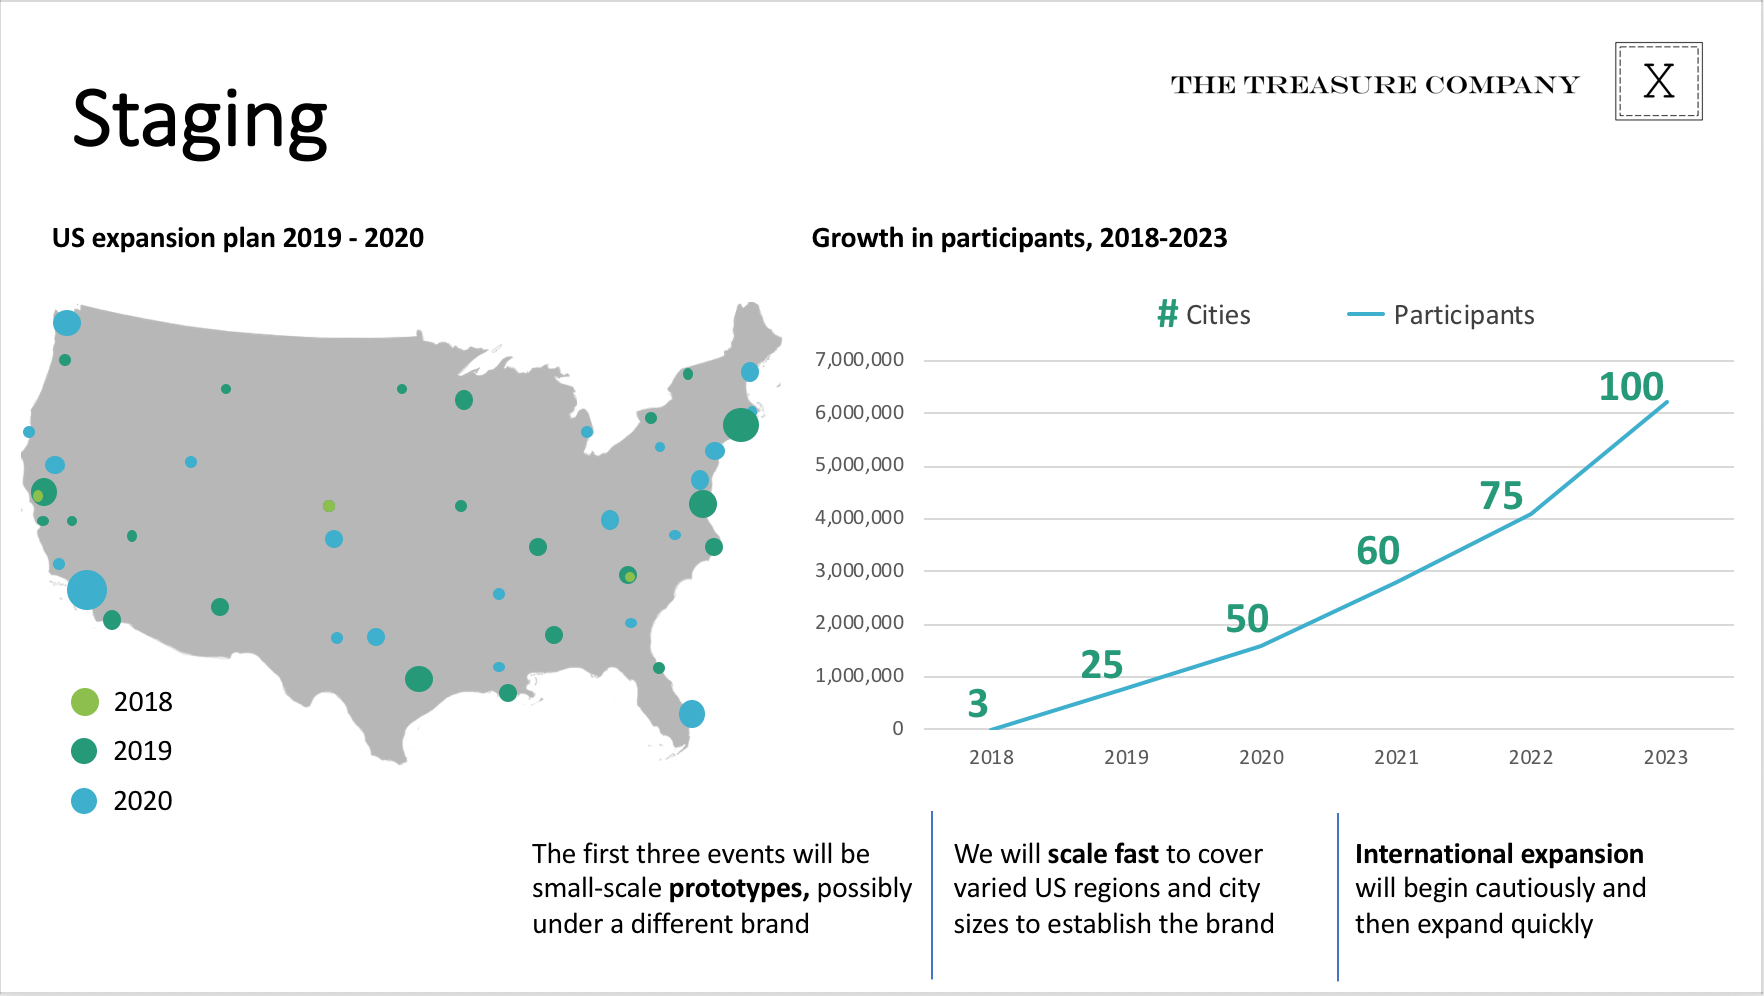 Staging
THE TREASURE COMPANY
X
US expansion plan 2019 - 2020
2018
2019
2020
Growth in participants, 2018-2023
# Cities
Participants
7,000,000
6,000,000
5,000,000
4,000,000
3,000,000
2,000,000
1,000,000
0
3
25
50
60
75
100
2018 2019 2020 2021 2022 2023
The first three events will be
small-scale prototypes, possibly
under a different brand
We will scale fast to cover
varied US regions and city
sizes to establish the brand
International expansion
will begin cautiously and
then expand quickly